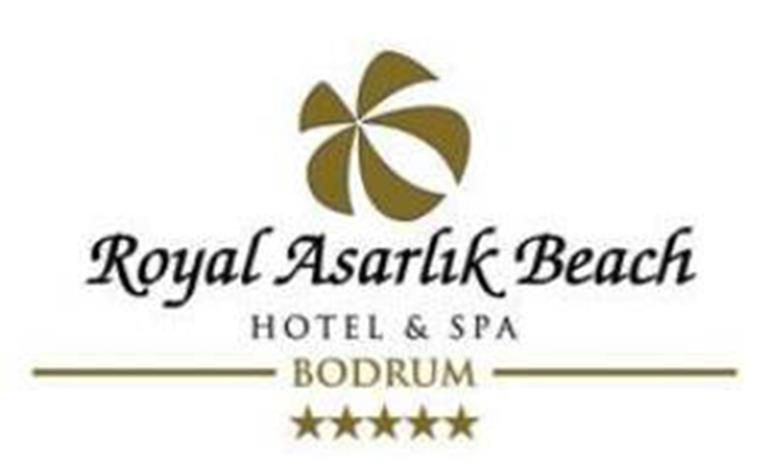 Royal Asarlık Beach
HOTEL & SPA
BODRUM